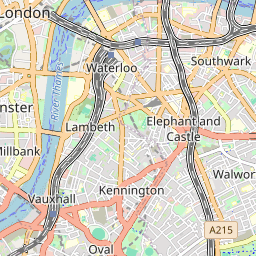 London
Waterloo
Southwark
River Thames
nster
Lambeth
Elephant and
Castle
Millbank
Walwor
Kennington
Vauxhall
A215
Oval